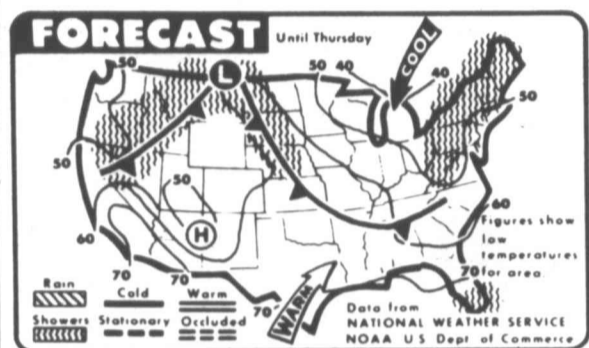 FORECAST Until Thursday
L
COOL
50
50 40
40
50
50
50
H
60
60
70
70
70
70
WARM
Figures show
low
temperatures
for area.
Rain
Cold Warm
Showers Stationary Occluded
Data from
NATIONAL WEATHER SERVICE
NOAA US Dept of Commerce